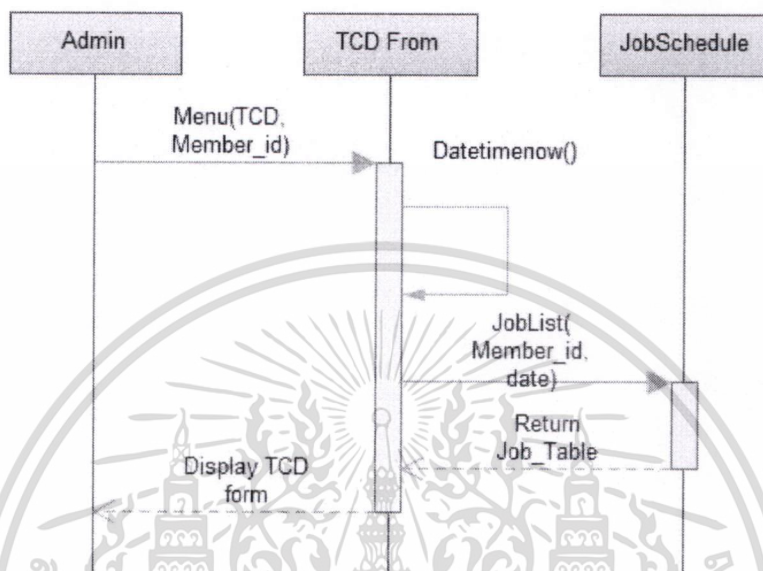 Admin
TCD From
JobSchedule
Menu(TCD,
Member_id)
Datetimenow()
JobList(
Member_id,
date)
Return
Job_Table
Display TCD
form